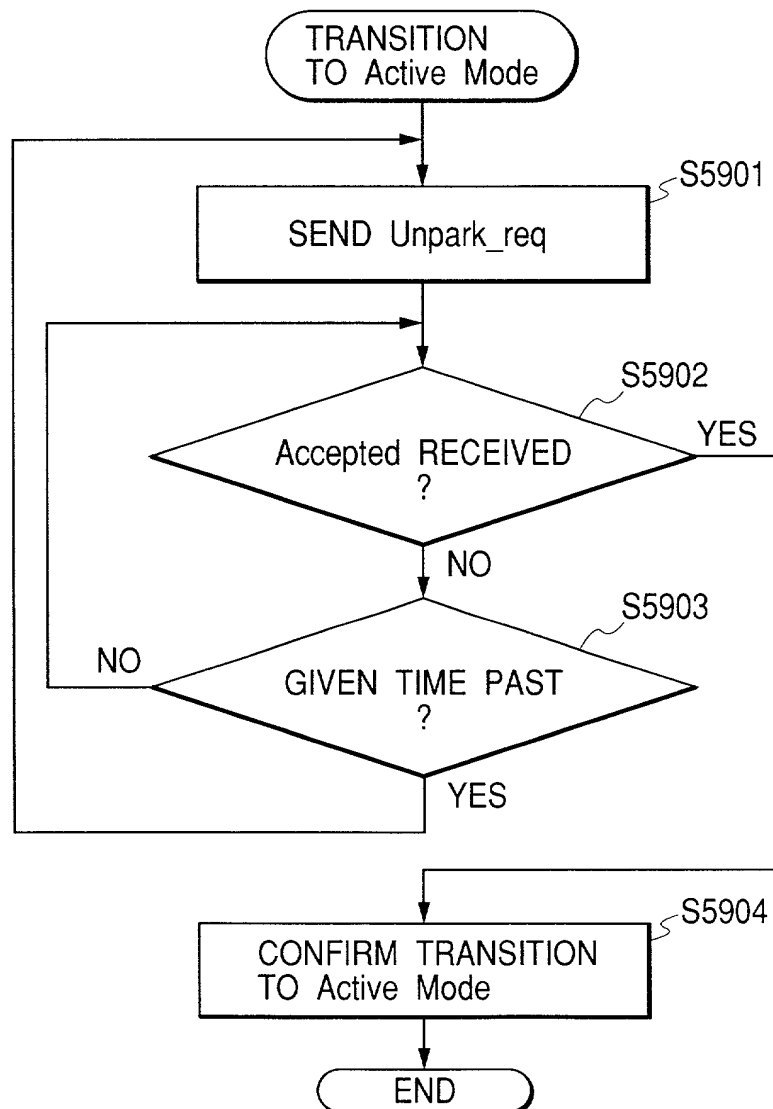 TRANSITION
TO Active Mode
S5901
SEND Unpark_req
S5902
YES
Accepted RECEIVED
?
NO
S5903
NO
GIVEN TIME PAST
?
YES
S5904
CONFIRM TRANSITION
TO Active Mode
END